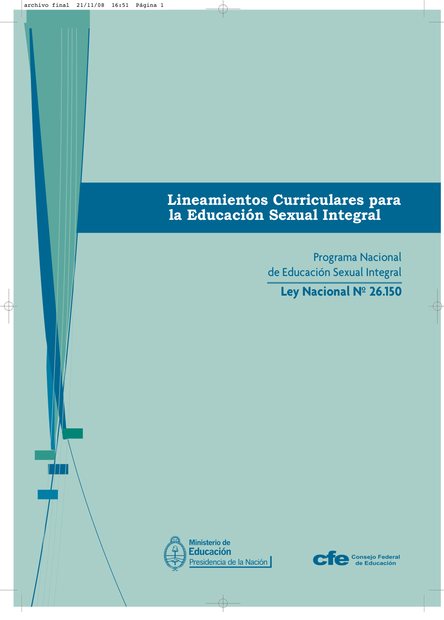 archivo final 21/11/08 16:51 Página 1
Lineamientos Curriculares para
la Educación Sexual Integral
Programa Nacional
de Educación Sexual Integral
Ley Nacional Nº 26.150
Ministerio de
Educación
Presidencia de la Nación
cfe
Consejo Federal
de Educación